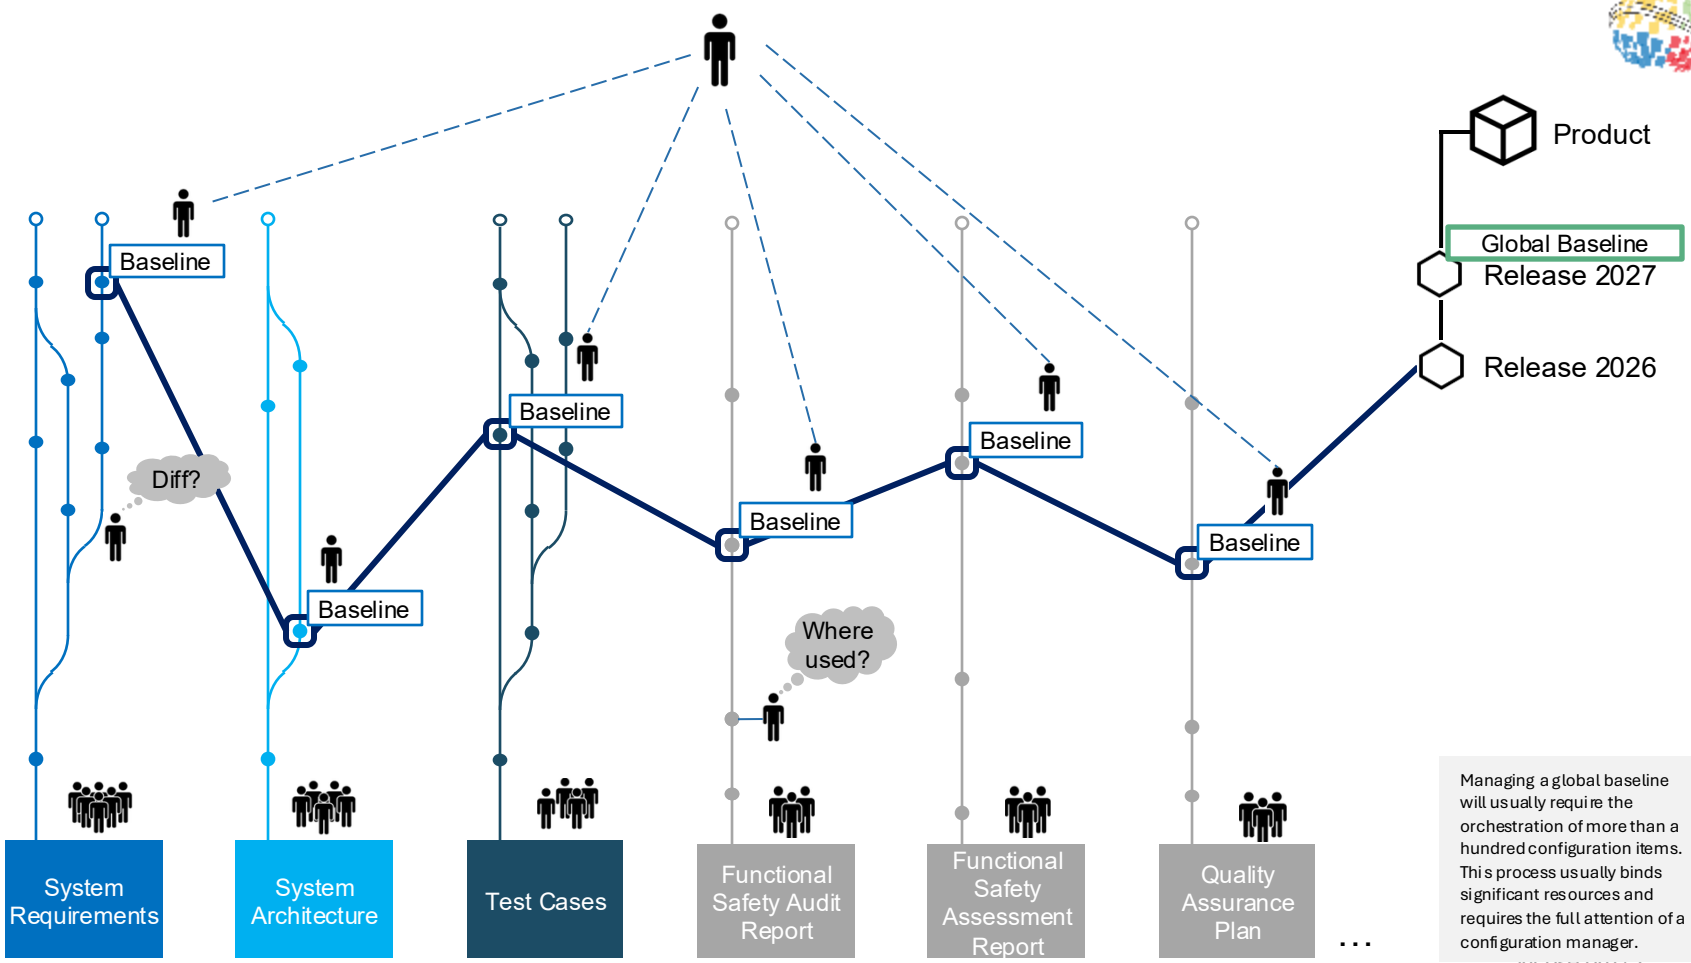 Product
Global Baseline
Release 2027
Release 2026
Baseline
Baseline
Baseline
Baseline
Baseline
Baseline
Diff?
Where
used?
System
Requirements
System
Architecture
Test Cases
Functional
Safety Audit
Report
Functional
Safety
Assessment
Report
Quality
Assurance
Plan
...
Managing a global baseline
will usually require the
orchestration of more than a
hundred configuration items.
This process usually binds
significant resources and
requires the full attention of a
configuration manager.